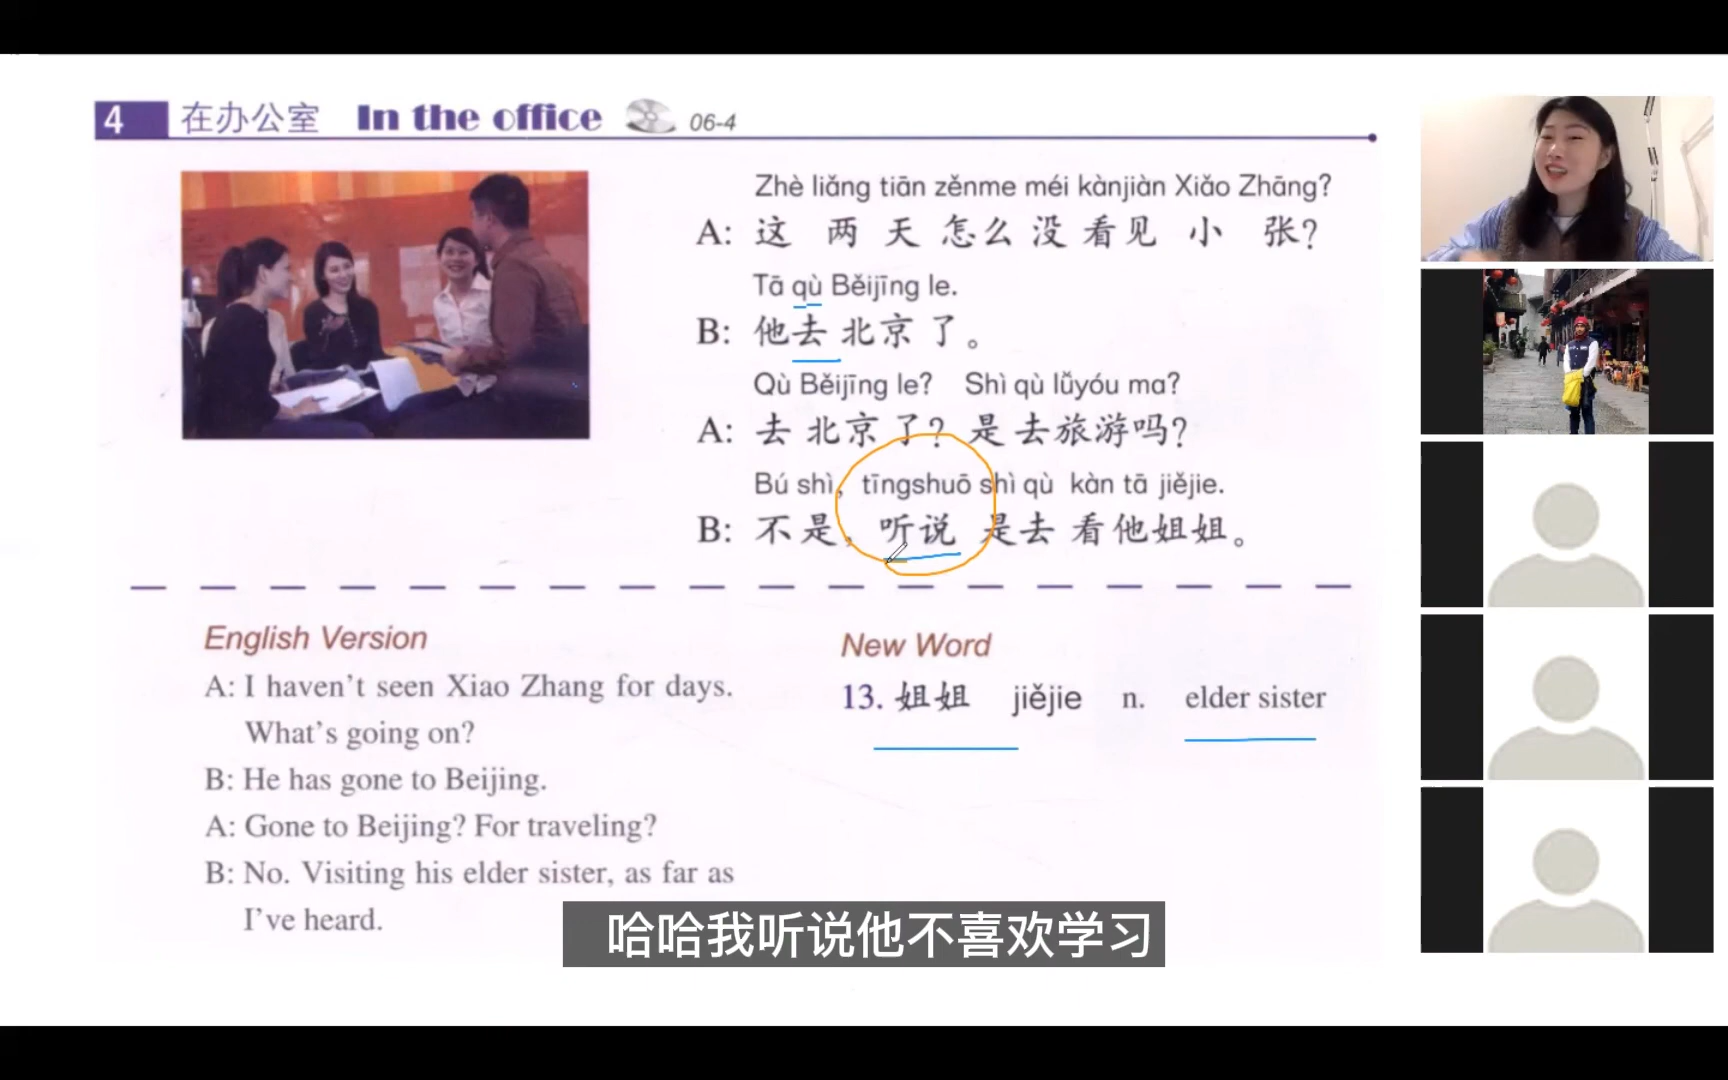 4 在办公室 In the office 06-4
Zhè liǎng tiān zěnme méi kànjiàn Xiǎo Zhāng?
A: 这 两 天 怎么 没 看见 小 张?
Tā qù Běijīng le.
B: 他去 北京 了。
Qù Běijīng le? Shì qù lǚyóu ma?
A: 去 北京 了? 是 去旅游吗?
Bú shì, tīngshuō shì qù kàn tā jiějie.
B: 不是, 听说 是去 看他姐姐。
English Version
A: I haven't seen Xiao Zhang for days.
What's going on?
B: He has gone to Beijing.
A: Gone to Beijing? For traveling?
B: No. Visiting his elder sister, as far as
I've heard.
New Word
13. 姐姐 jiějie n. elder sister
哈哈我听说他不喜欢学习